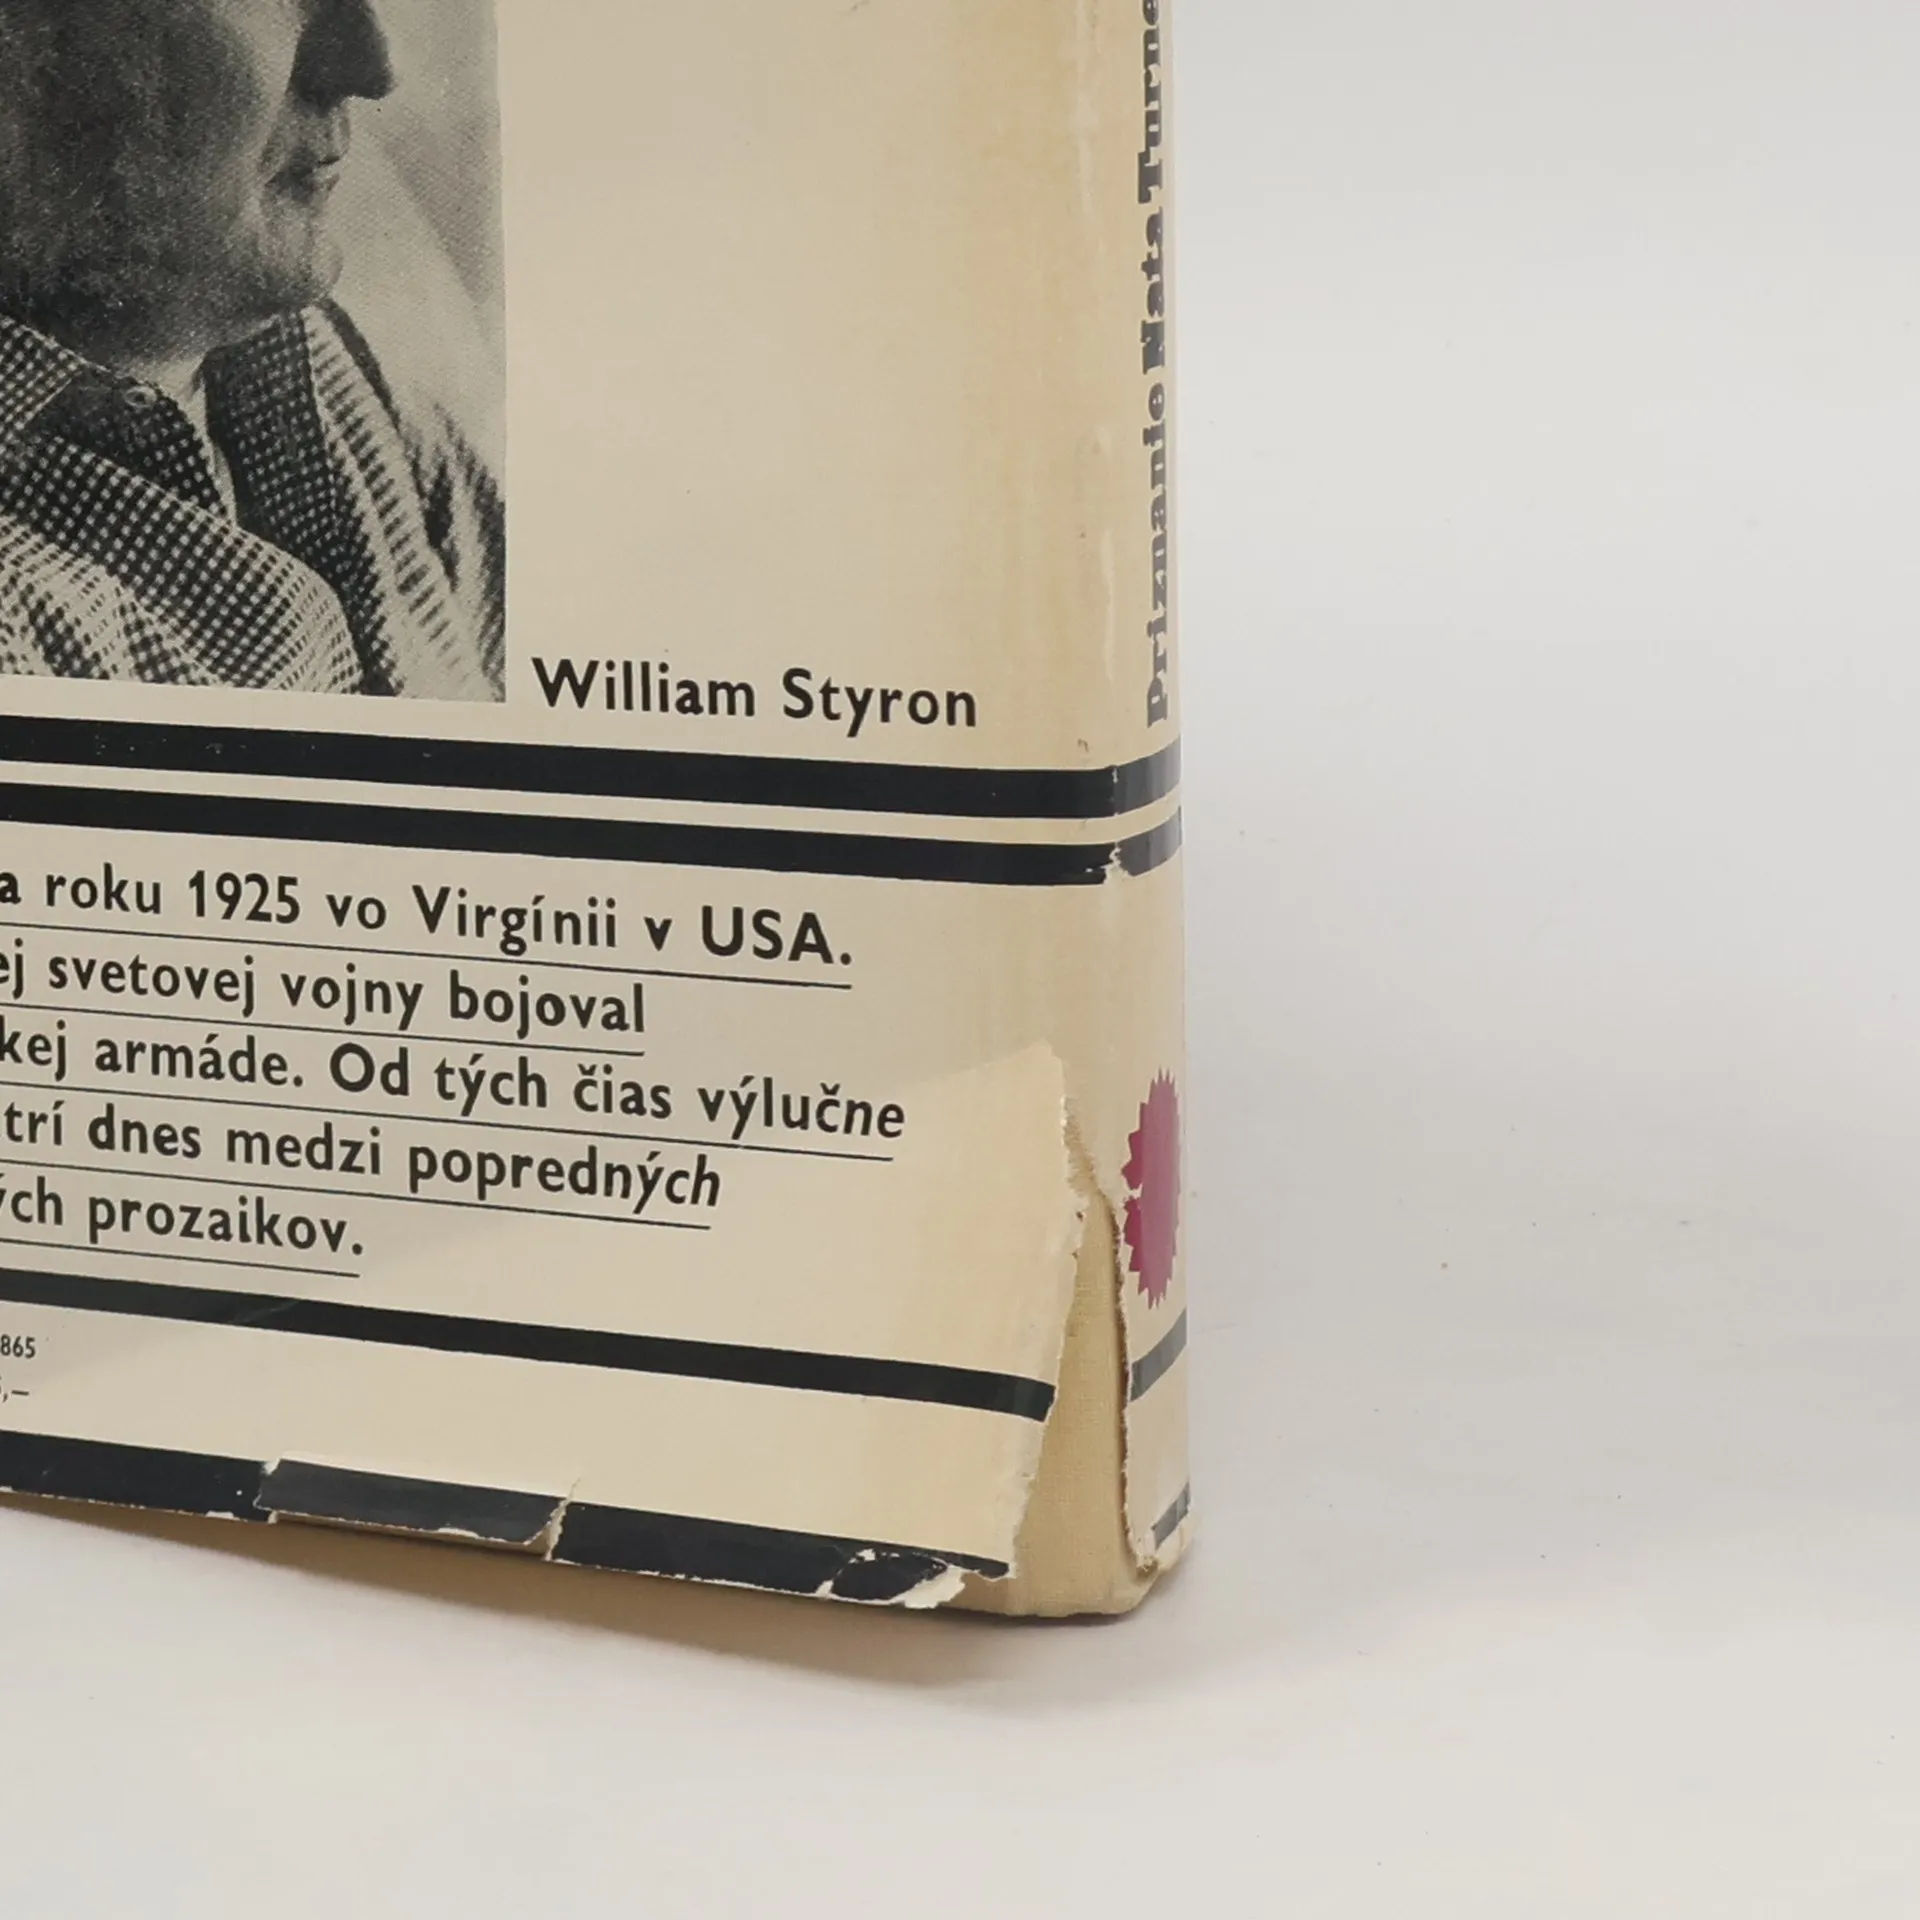 William Styron
a roku 1925 vo Virgínii v USA.
ej svetovej vojny bojoval
kej armáde. Od tých čias výlučne
trí dnes medzi popredných
ých prozaikov.
865
,—
Priznanie Nata Turne